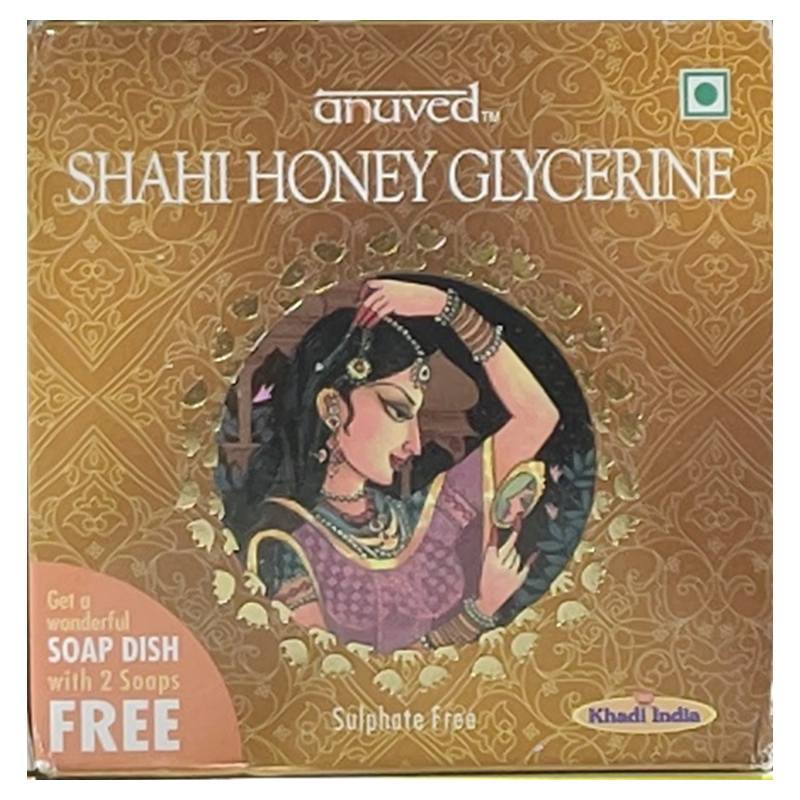 anuved™
SHAHI HONEY GLYCERINE
Get a
wonderful
SOAP DISH
with 2 Soaps
FREE
Sulphate Free
Khadi India